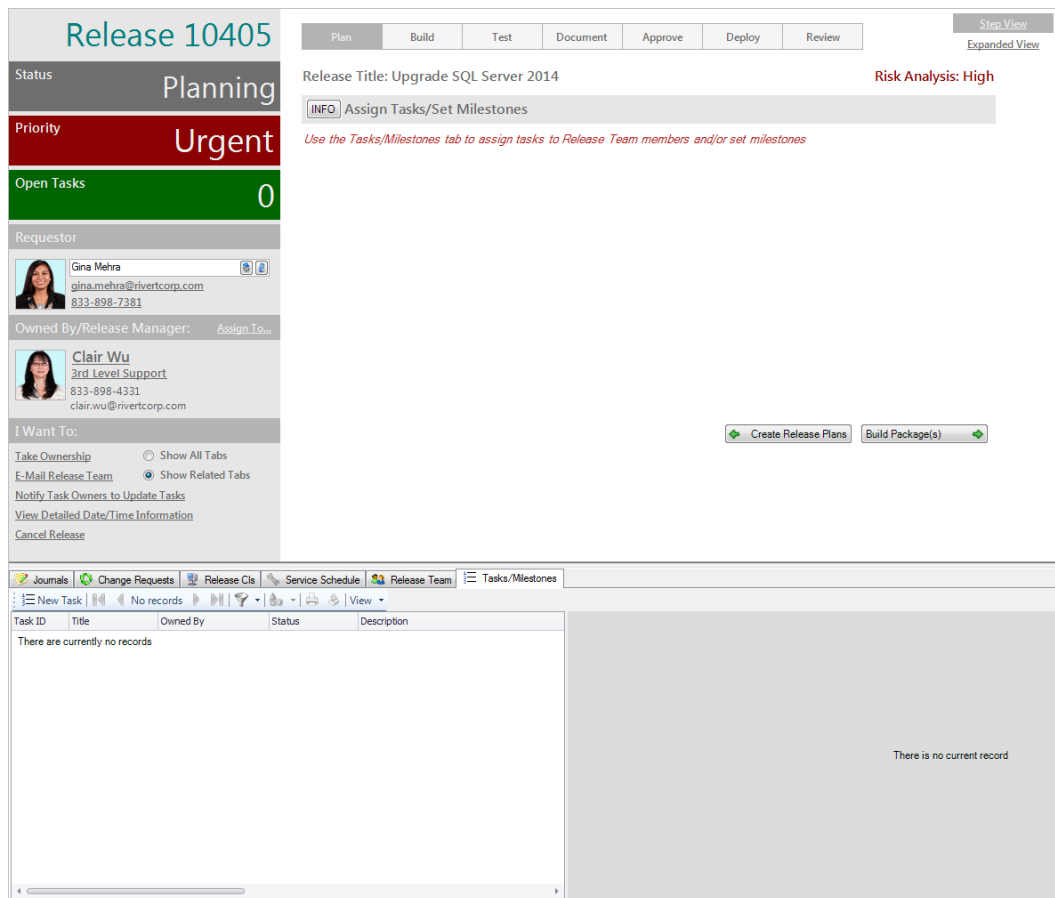 Release 10405
Plan Build Test Document Approve Deploy Review
Step View
Expanded View
Status
Planning
Priority
Urgent
Open Tasks
0
Release Title: Upgrade SQL Server 2014
Risk Analysis: High
INFO Assign Tasks/Set Milestones
Use the Tasks/Milestones tab to assign tasks to Release Team members and/or set milestones
Requestor
Gina Mehra
gina.mehra@rivertcorp.com
833-898-7381
Owned By/Release Manager: Assign To...
Clair Wu
3rd Level Support
833-898-4331
clair.wu@rivertcorp.com
Create Release Plans Build Package(s)
I Want To:
Take Ownership Show All Tabs
E-Mail Release Team Show Related Tabs
Notify Task Owners to Update Tasks
View Detailed Date/Time Information
Cancel Release
Journals Change Requests Release CIs Service Schedule Release Team Tasks/Milestones
New Task No records View
Task ID Title Owned By Status Description
There are currently no records
There is no current record